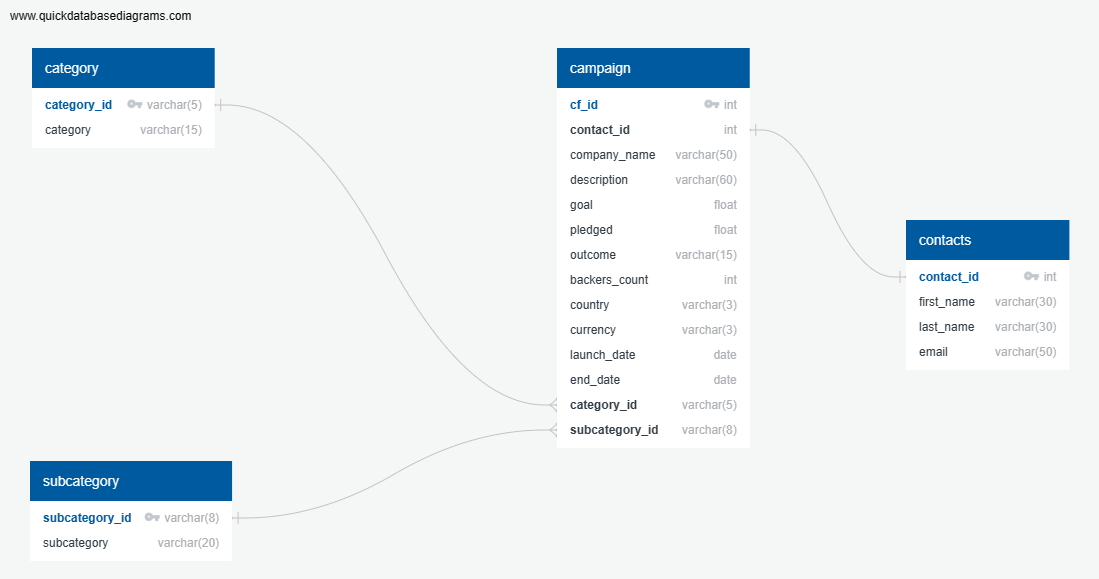 www.quickdatabasediagrams.com
category
category_id varchar(5)
category varchar(15)
campaign
cf_id int
contact_id int
company_name varchar(50)
description varchar(60)
goal float
pledged float
outcome varchar(15)
backers_count int
country varchar(3)
currency varchar(3)
launch_date date
end_date date
category_id varchar(5)
subcategory_id varchar(8)
contacts
contact_id int
first_name varchar(30)
last_name varchar(30)
email varchar(50)
subcategory
subcategory_id varchar(8)
subcategory varchar(20)